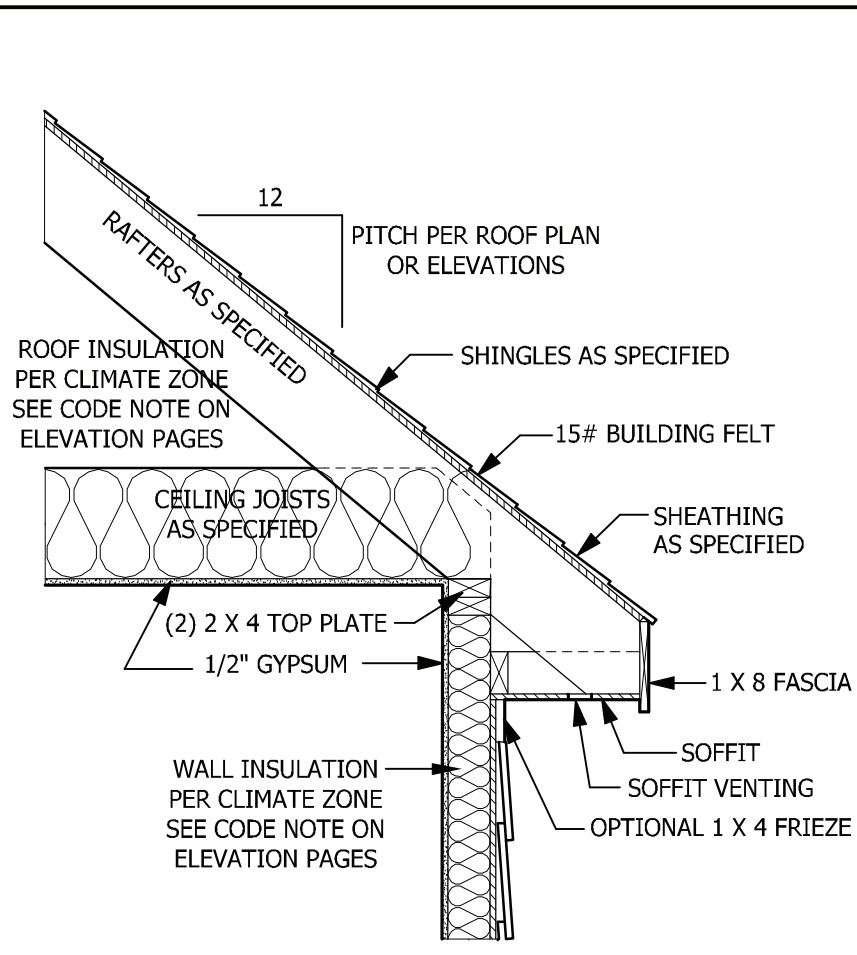 12
PITCH PER ROOF PLAN
OR ELEVATIONS
RAFTERS AS SPECIFIED
ROOF INSULATION
PER CLIMATE ZONE
SEE CODE NOTE ON
ELEVATION PAGES
SHINGLES AS SPECIFIED
15# BUILDING FELT
CEILING JOISTS
AS SPECIFIED
SHEATHING
AS SPECIFIED
(2) 2 X 4 TOP PLATE
1/2" GYPSUM
1 X 8 FASCIA
SOFFIT
SOFFIT VENTING
OPTIONAL 1 X 4 FRIEZE
WALL INSULATION
PER CLIMATE ZONE
SEE CODE NOTE ON
ELEVATION PAGES